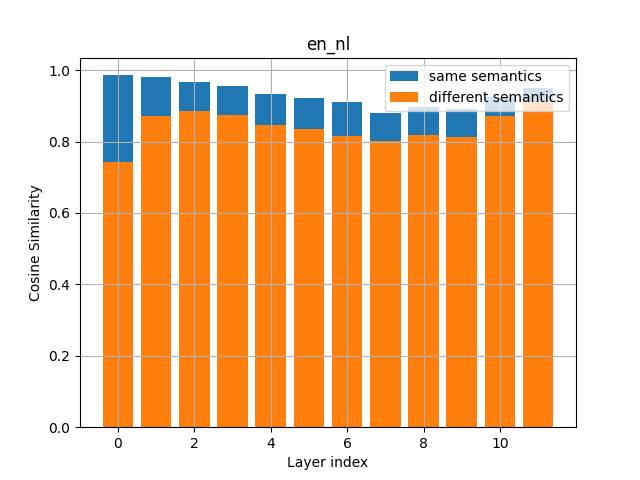 en_nl
same semantics
different semantics
1.0
0.8
0.6
0.4
0.2
0.0
Cosine Similarity
0 2 4 6 8 10
Layer index